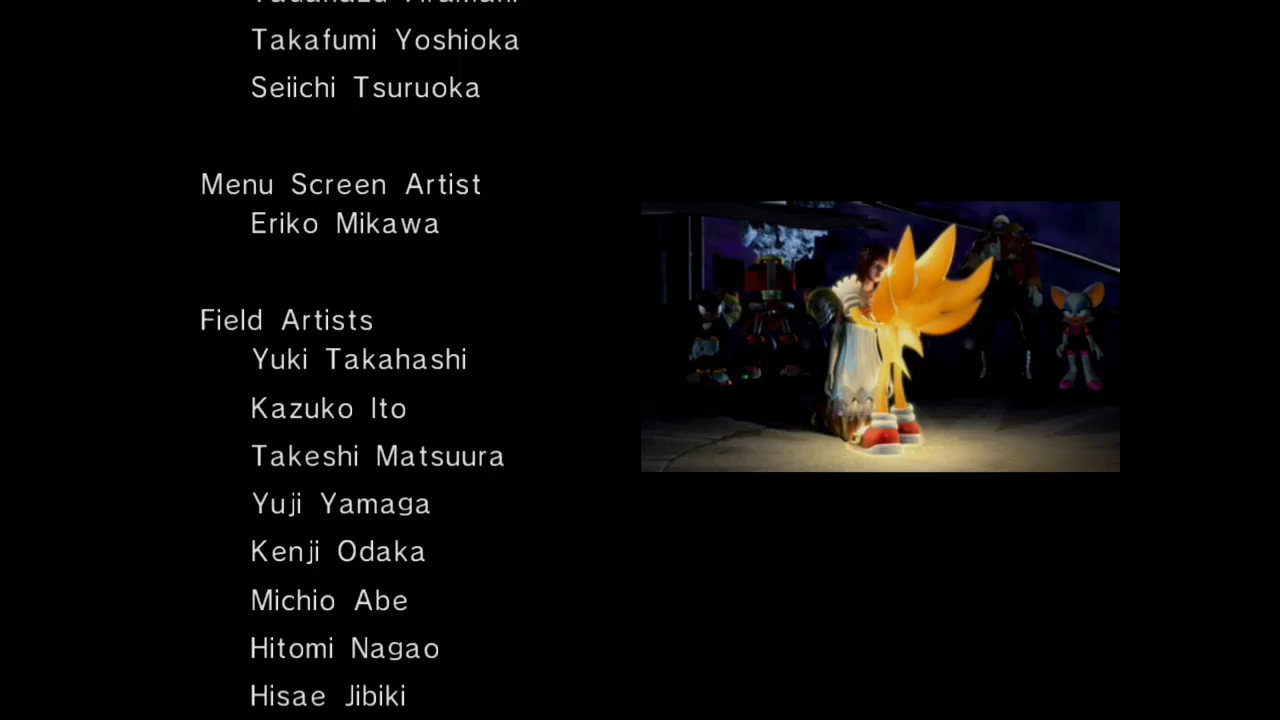 Takafumi Yoshioka
Seiichi Tsuruoka
Menu Screen Artist
Eriko Mikawa
Field Artists
Yuki Takahashi
Kazuko Ito
Takeshi Matsuura
Yuji Yamaga
Kenji Odaka
Michio Abe
Hitomi Nagao
Hisae Jibiki